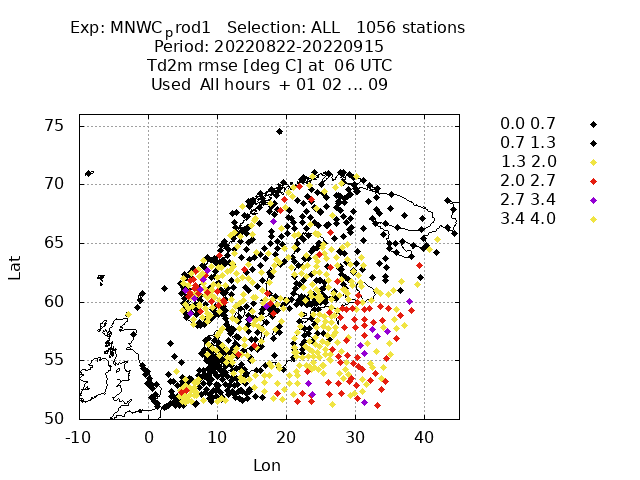 Exp: MNWCprod1 Selection: ALL 1056 stations
Period: 20220822-20220915
Td2m rmse [deg C] at 06 UTC
Used All hours + 01 02 ... 09
75
70
65
60
55
50
-10 0 10 20 30 40
Lat
Lon
0.0 0.7
0.7 1.3
1.3 2.0
2.0 2.7
2.7 3.4
3.4 4.0